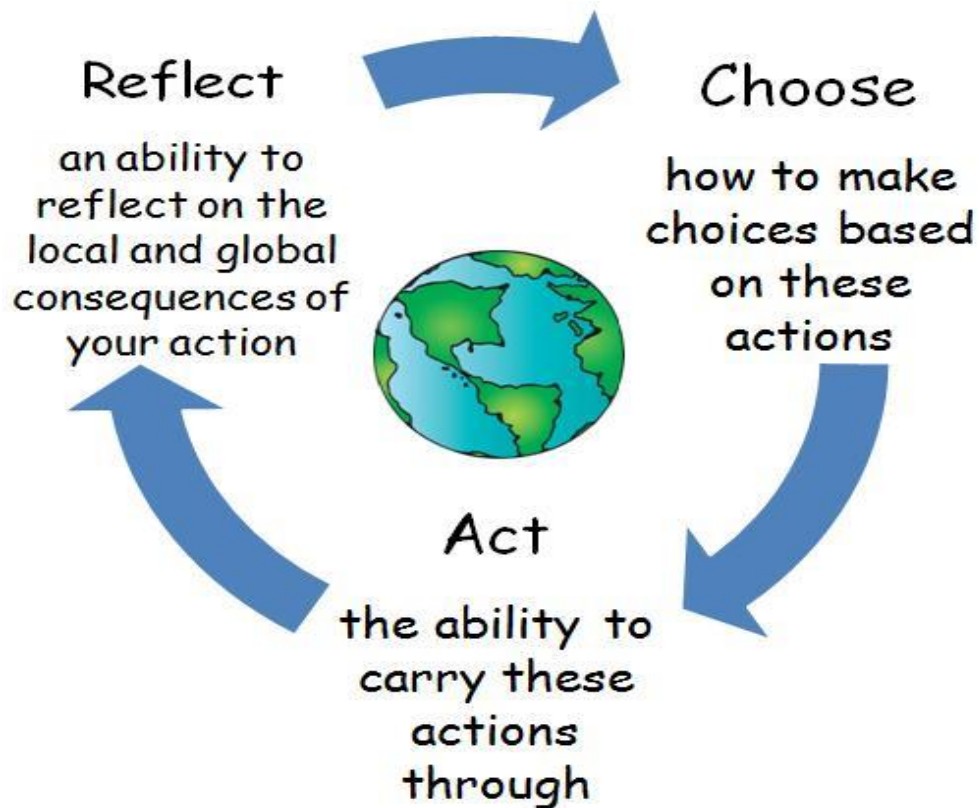 Reflect
an ability to
reflect on the
local and global
consequences of
your action
Choose
how to make
choices based
on these
actions
Act
the ability to
carry these
actions
through